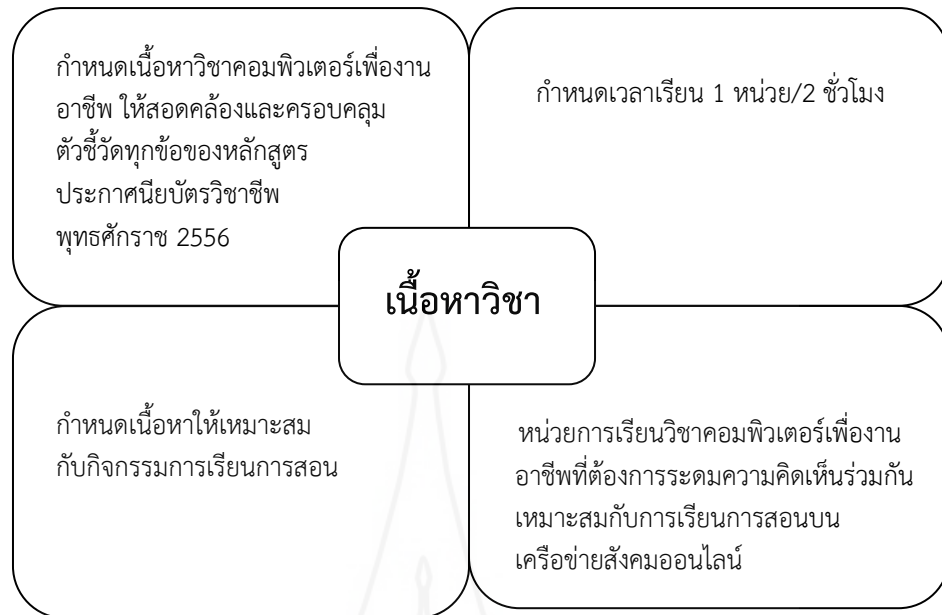 กำหนดเนื้อหาวิชาคอมพิวเตอร์เพื่องาน
อาชีพ ให้สอดคล้องและครอบคลุม
ตัวชี้วัดทุกข้อของหลักสูตร
ประกาศนียบัตรวิชาชีพ
พุทธศักราช 2556
กำหนดเวลาเรียน 1 หน่วย/2 ชั่วโมง
เนื้อหาวิชา
กำหนดเนื้อหาให้เหมาะสม
กับกิจกรรมการเรียนการสอน
หน่วยการเรียนวิชาคอมพิวเตอร์เพื่องาน
อาชีพที่ต้องการระดมความคิดเห็นร่วมกัน
เหมาะสมกับการเรียนการสอนบน
เครือข่ายสังคมออนไลน์